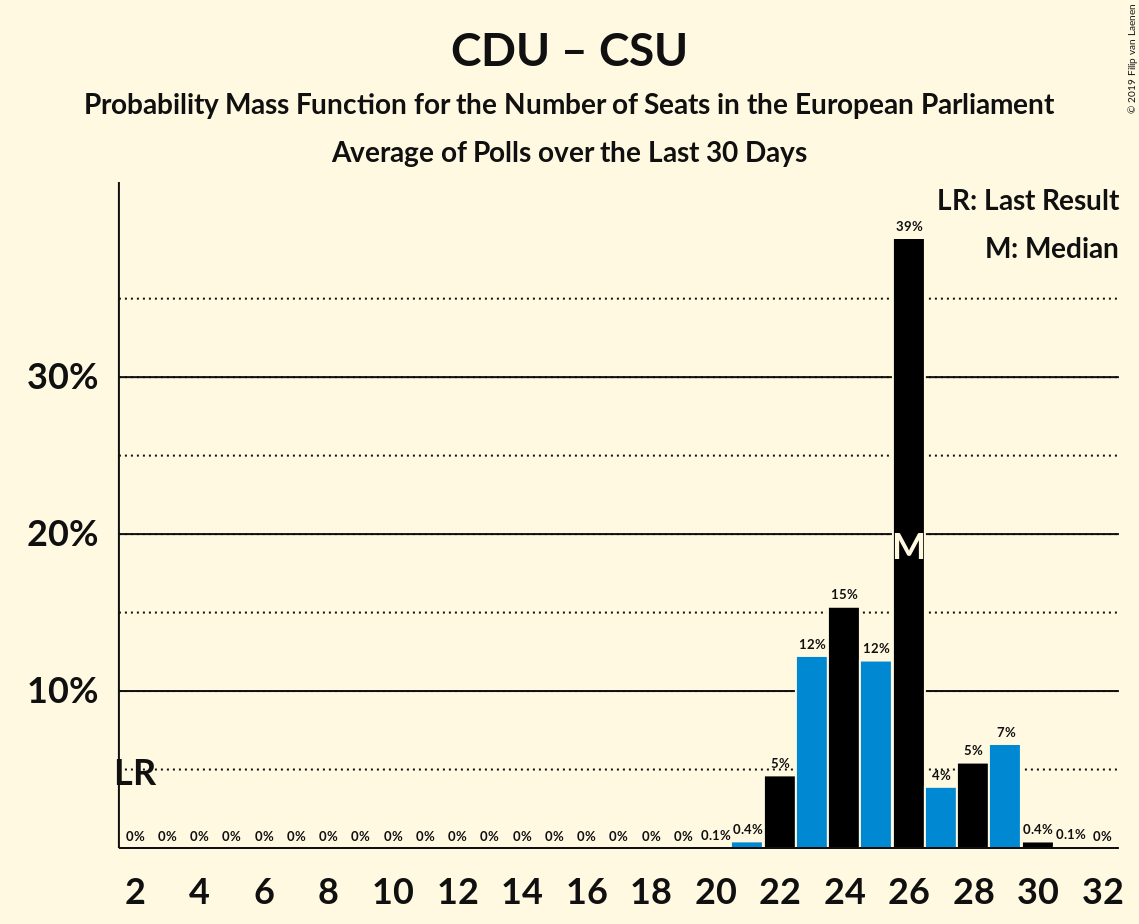 CDU – CSU
Probability Mass Function for the Number of Seats in the European Parliament
Average of Polls over the Last 30 Days
© 2019 Filip van Laenen
LR: Last Result
M: Median
39%
30%
20%
M
15%
12% 12%
10%
7%
5% 5%
4%
LR
0% 0% 0% 0% 0% 0% 0% 0% 0% 0% 0% 0% 0% 0% 0% 0% 0% 0% 0.1% 0.4% 0.4% 0.1% 0%
2 4 6 8 10 12 14 16 18 20 22 24 26 28 30 32